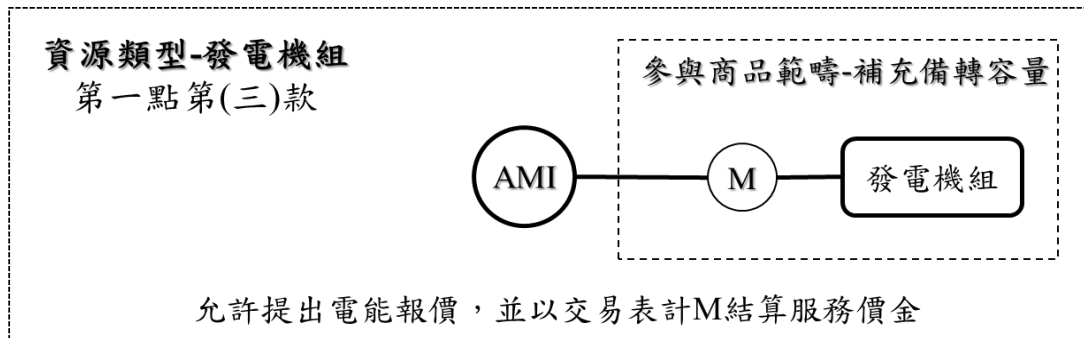 資源類型-發電機組
第一點第(三)款
參與商品範疇-補充備轉容量
AMI
M
發電機組
允許提出電能報價，並以交易表計M結算服務價金